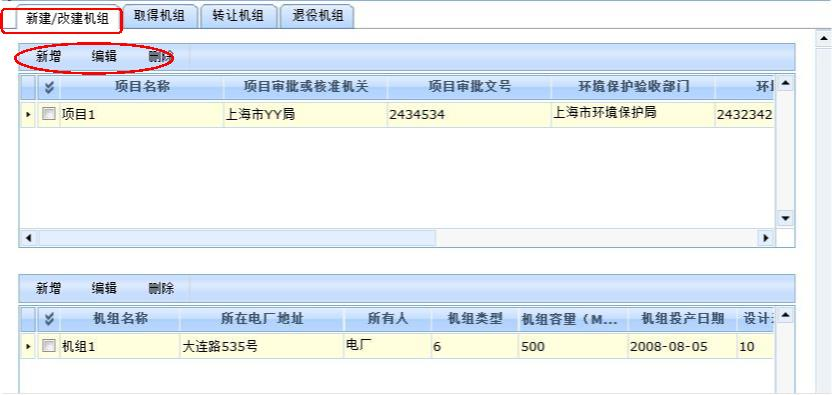 新建/改建机组 取得机组 转让机组 退役机组
新增 编辑 删除
项目名称 项目审批或核准机关 项目审批文号 环境保护验收部门
项目1 上海市YY局 2434534 上海市环境保护局 2432342
新增 编辑 删除
机组名称 所在电厂地址 所有人 机组类型 机组容量（M... 机组投产日期 设计
机组1 大连路535号 电厂 6 500 2008-08-05 10